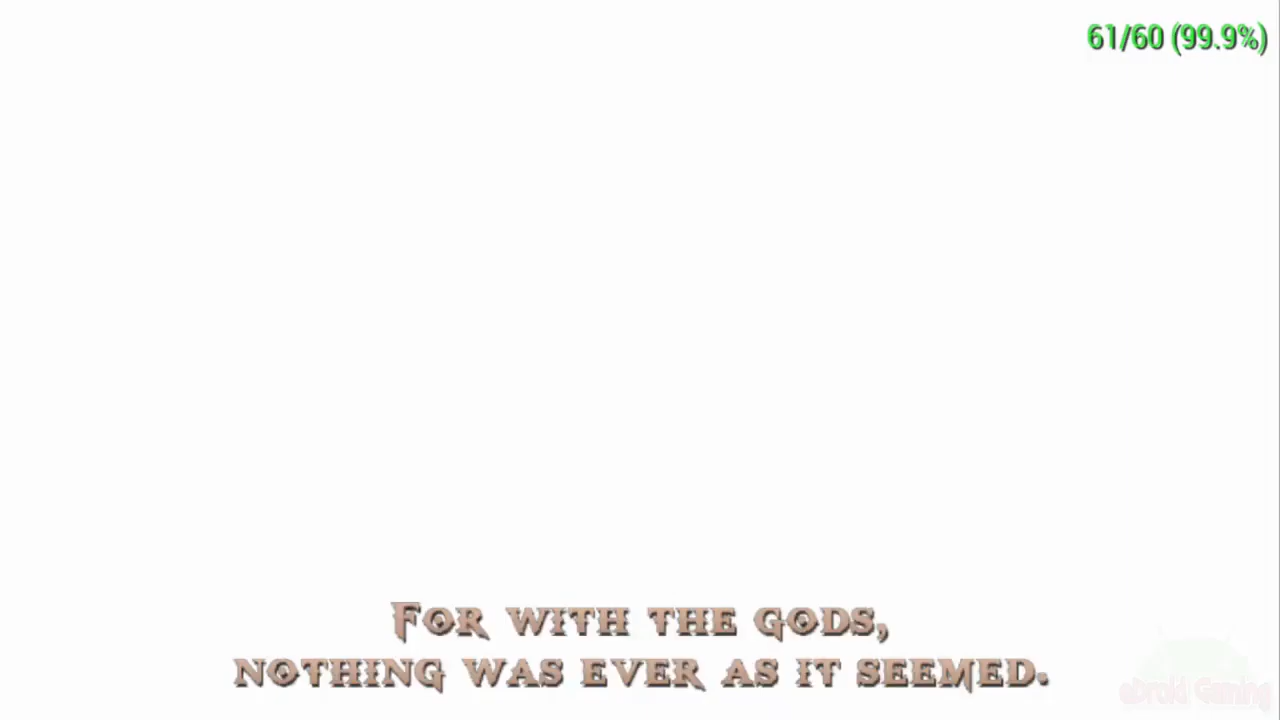 61/60 (99.9%)
For with the gods,
nothing was ever as it seemed.